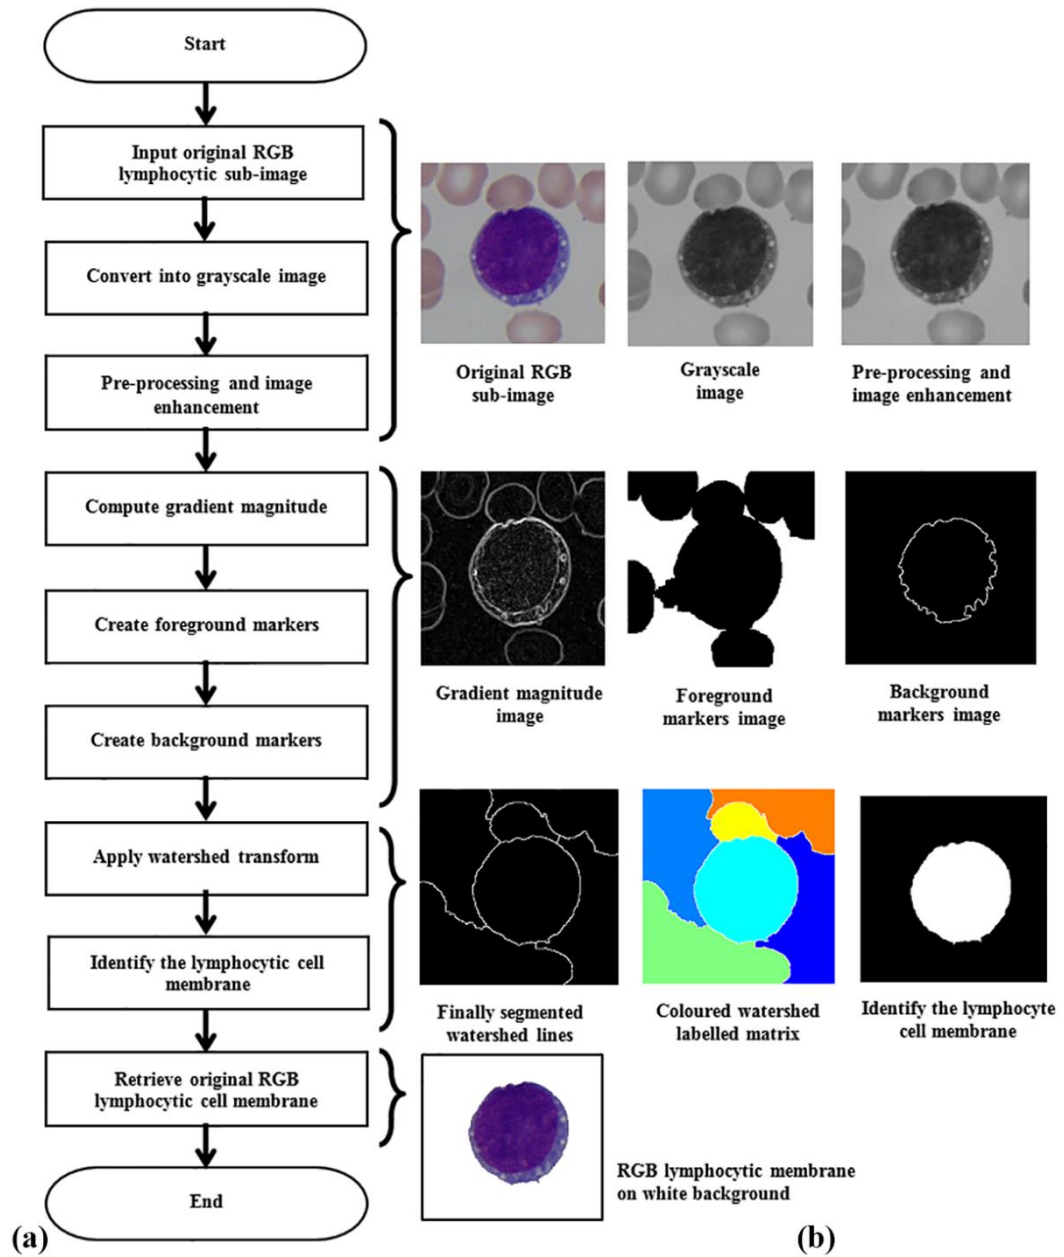 Start
Input original RGB
lymphocytic sub-image
Convert into grayscale image
Pre-processing and image
enhancement
Original RGB
sub-image
Grayscale
image
Pre-processing and
image enhancement
Compute gradient magnitude
Create foreground markers
Create background markers
Gradient magnitude
image
Foreground
markers image
Background
markers image
Apply watershed transform
Identify the lymphocytic cell
membrane
Finally segmented
watershed lines
Coloured watershed
labelled matrix
Identify the lymphocyte
cell membrane
Retrieve original RGB
lymphocytic cell membrane
RGB lymphocytic membrane
on white background
End
(a)
(b)